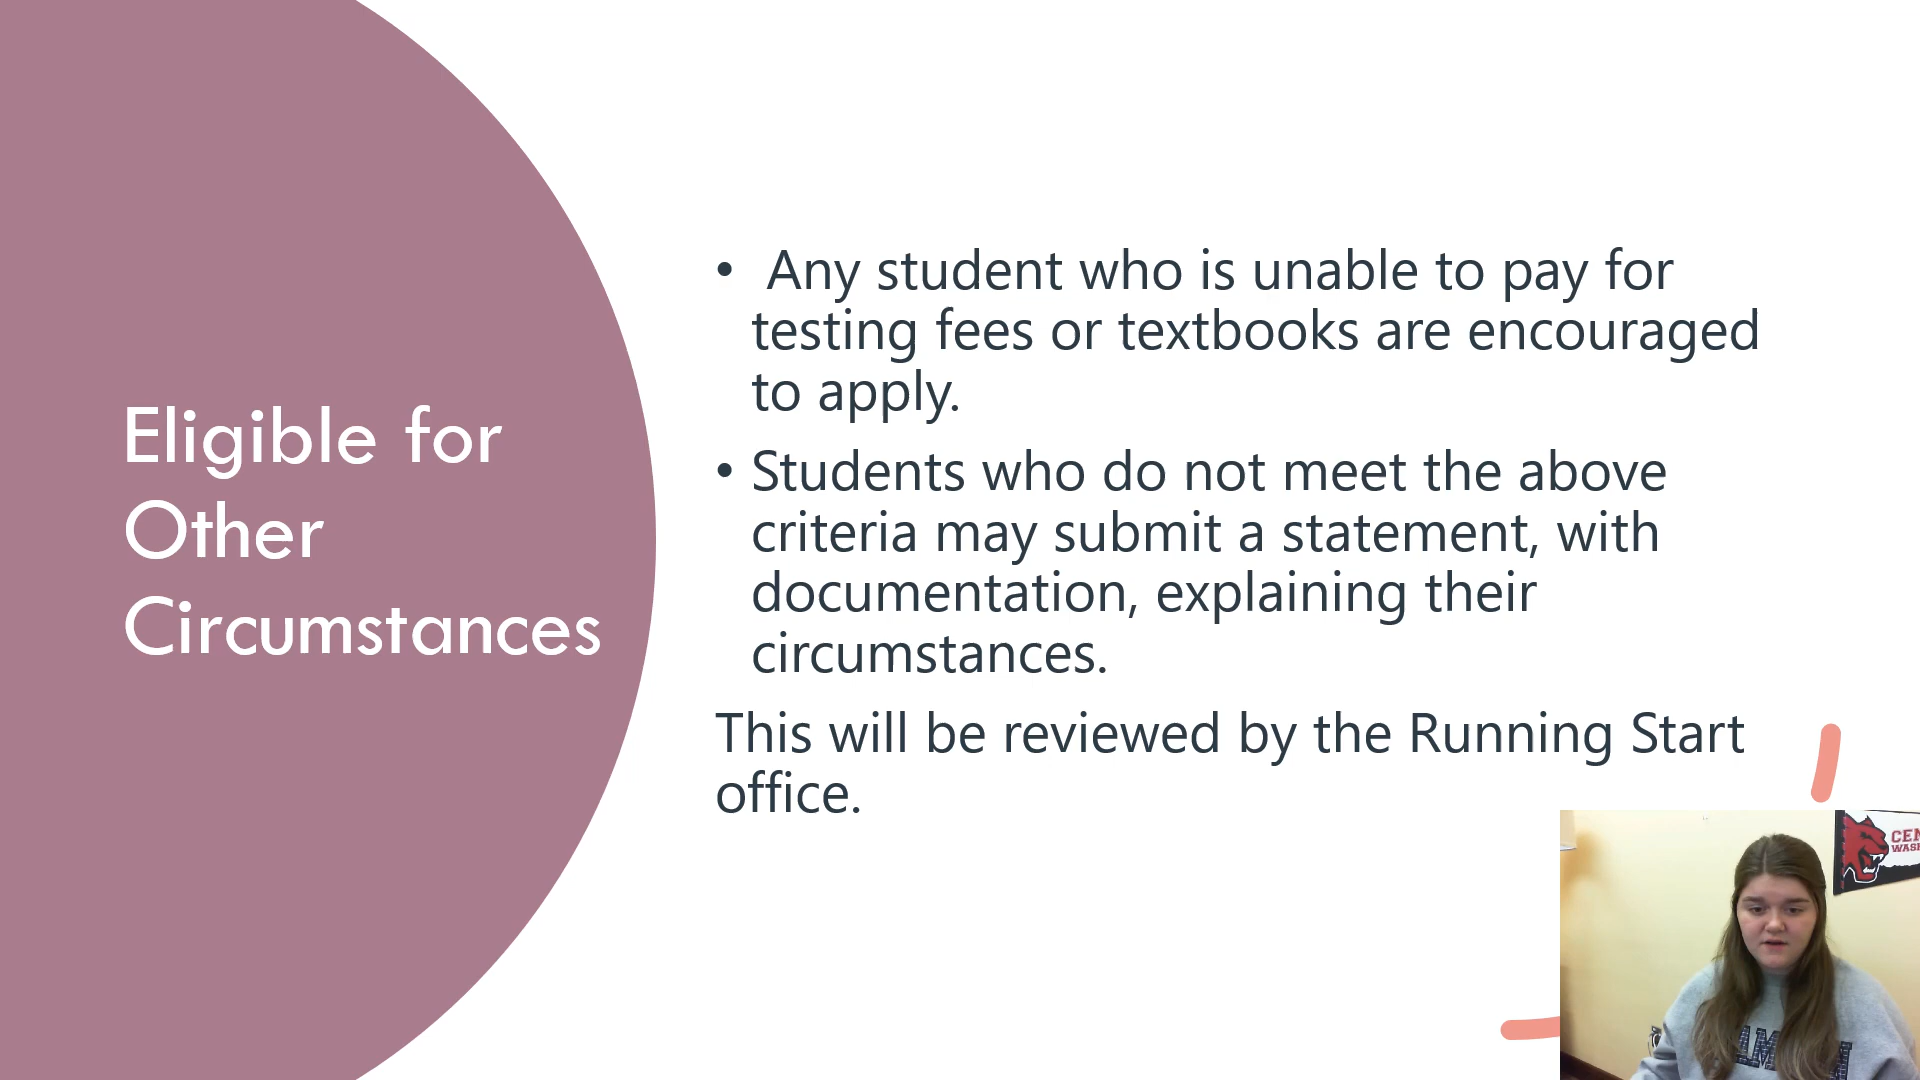 Eligible for
Other
Circumstances
• Any student who is unable to pay for
testing fees or textbooks are encouraged
to apply.
• Students who do not meet the above
criteria may submit a statement, with
documentation, explaining their
circumstances.
This will be reviewed by the Running Start
office.